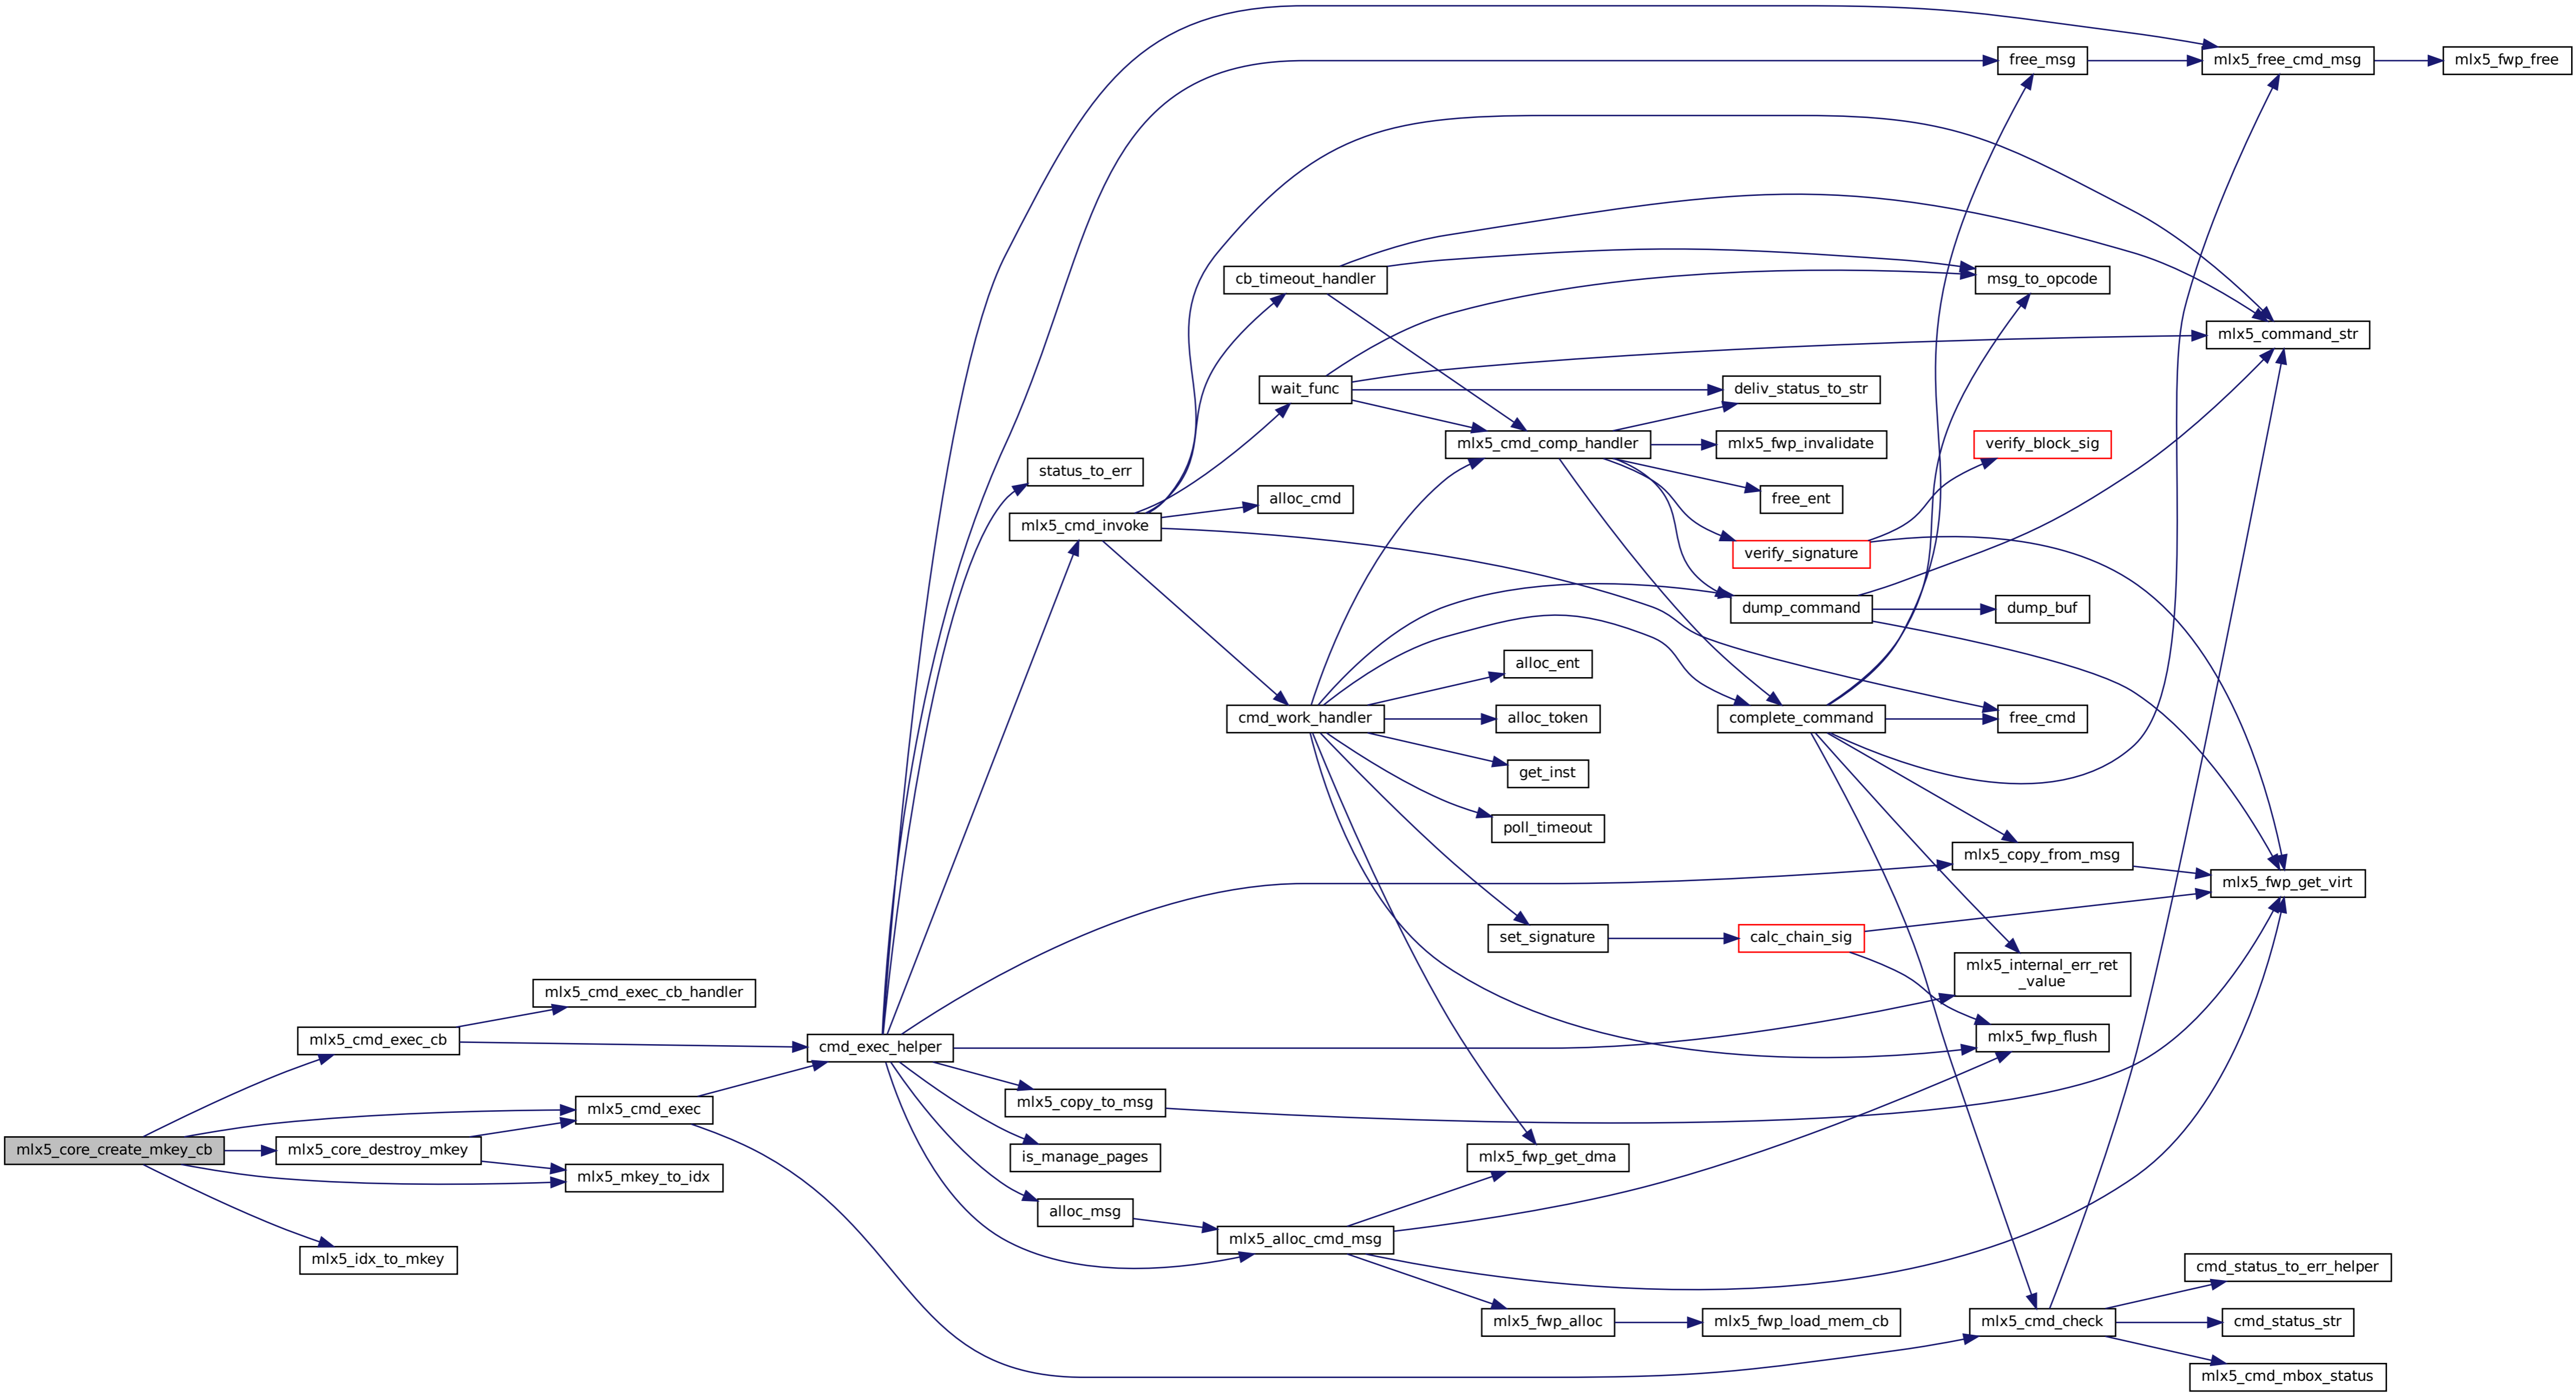 free_msg
mlx5_free_cmd_msg
mlx5_fwp_free
cb_timeout_handler
msg_to_opcode
mlx5_command_str
wait_func
deliv_status_to_str
mlx5_cmd_comp_handler
mlx5_fwp_invalidate
verify_block_sig
status_to_err
alloc_cmd
free_ent
mlx5_cmd_invoke
verify_signature
dump_command
dump_buf
alloc_ent
cmd_work_handler
alloc_token
complete_command
free_cmd
get_inst
poll_timeout
mlx5_copy_from_msg
mlx5_fwp_get_virt
set_signature
calc_chain_sig
mlx5_internal_err_ret
_value
mlx5_cmd_exec_cb_handler
mlx5_cmd_exec_cb
cmd_exec_helper
mlx5_fwp_flush
mlx5_cmd_exec
mlx5_copy_to_msg
mlx5_core_create_mkey_cb
mlx5_core_destroy_mkey
is_manage_pages
mlx5_fwp_get_dma
mlx5_mkey_to_idx
alloc_msg
mlx5_alloc_cmd_msg
mlx5_idx_to_mkey
cmd_status_to_err_helper
mlx5_fwp_alloc
mlx5_fwp_load_mem_cb
mlx5_cmd_check
cmd_status_str
mlx5_cmd_mbox_status